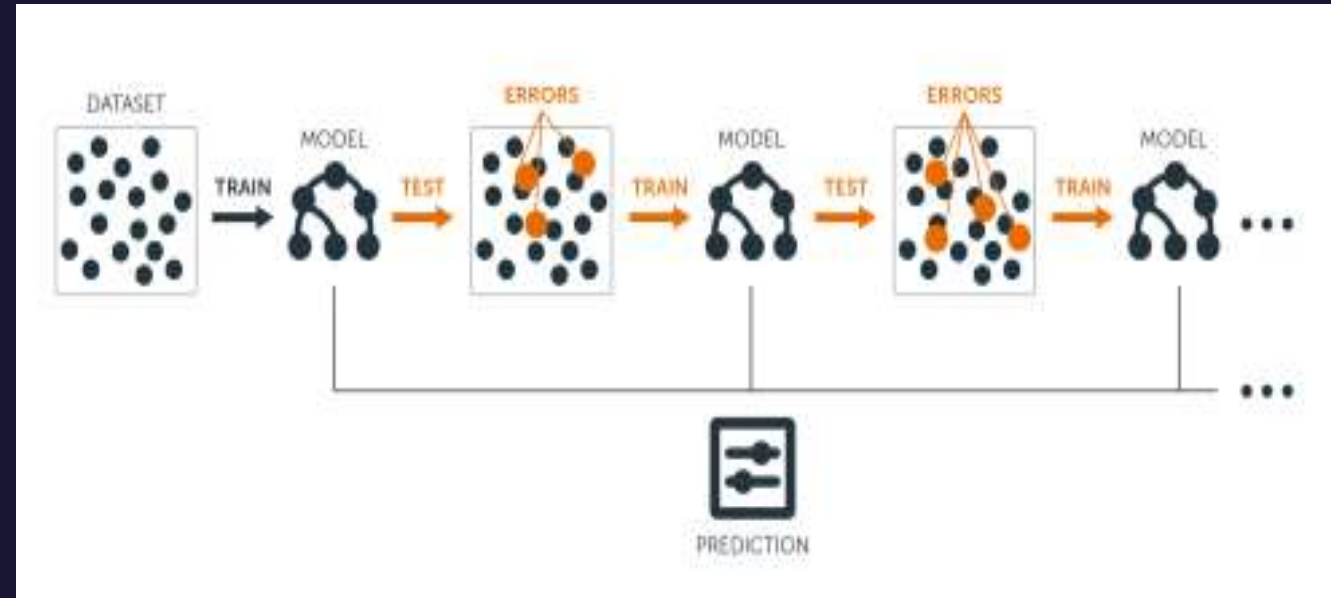 DATASET
MODEL
ERRORS
MODEL
ERRORS
MODEL
TRAIN
TEST
TRAIN
TEST
TRAIN
PREDICTION